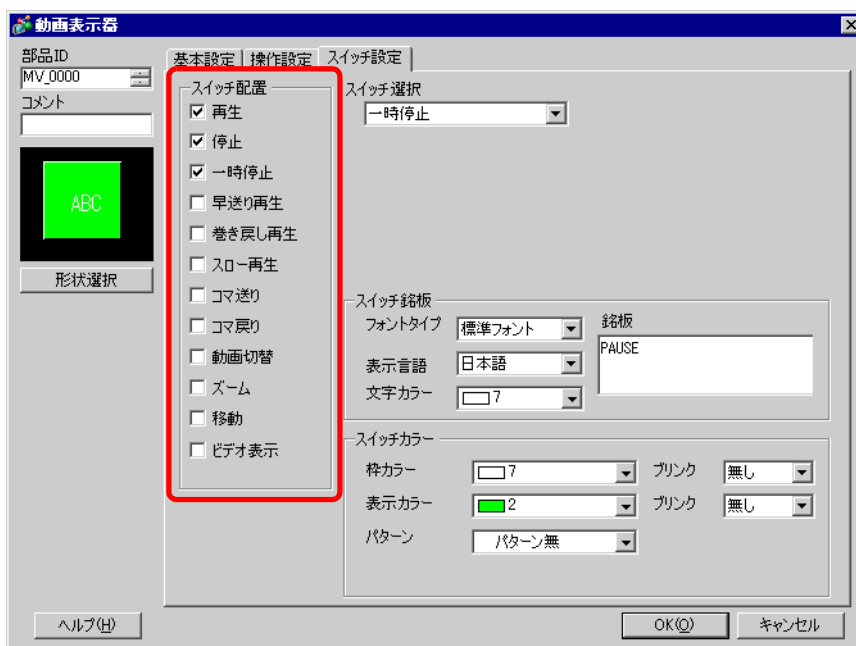 動画表示器
部品ID
MV_0000
コメント
ABC
形状選択
基本設定 操作設定 スイッチ設定
スイッチ配置
再生
停止
一時停止
早送り再生
巻き戻し再生
スロー再生
コマ送り
コマ戻り
動画切替
ズーム
移動
ビデオ表示
スイッチ選択
一時停止
スイッチ銘板
フォントタイプ 標準フォント
表示言語 日本語
文字カラー 7
銘板
PAUSE
スイッチカラー
枠カラー 7 ブリンク 無し
表示カラー 2 ブリンク 無し
パターン パターン無
ヘルプ(H) OK(O) キャンセル